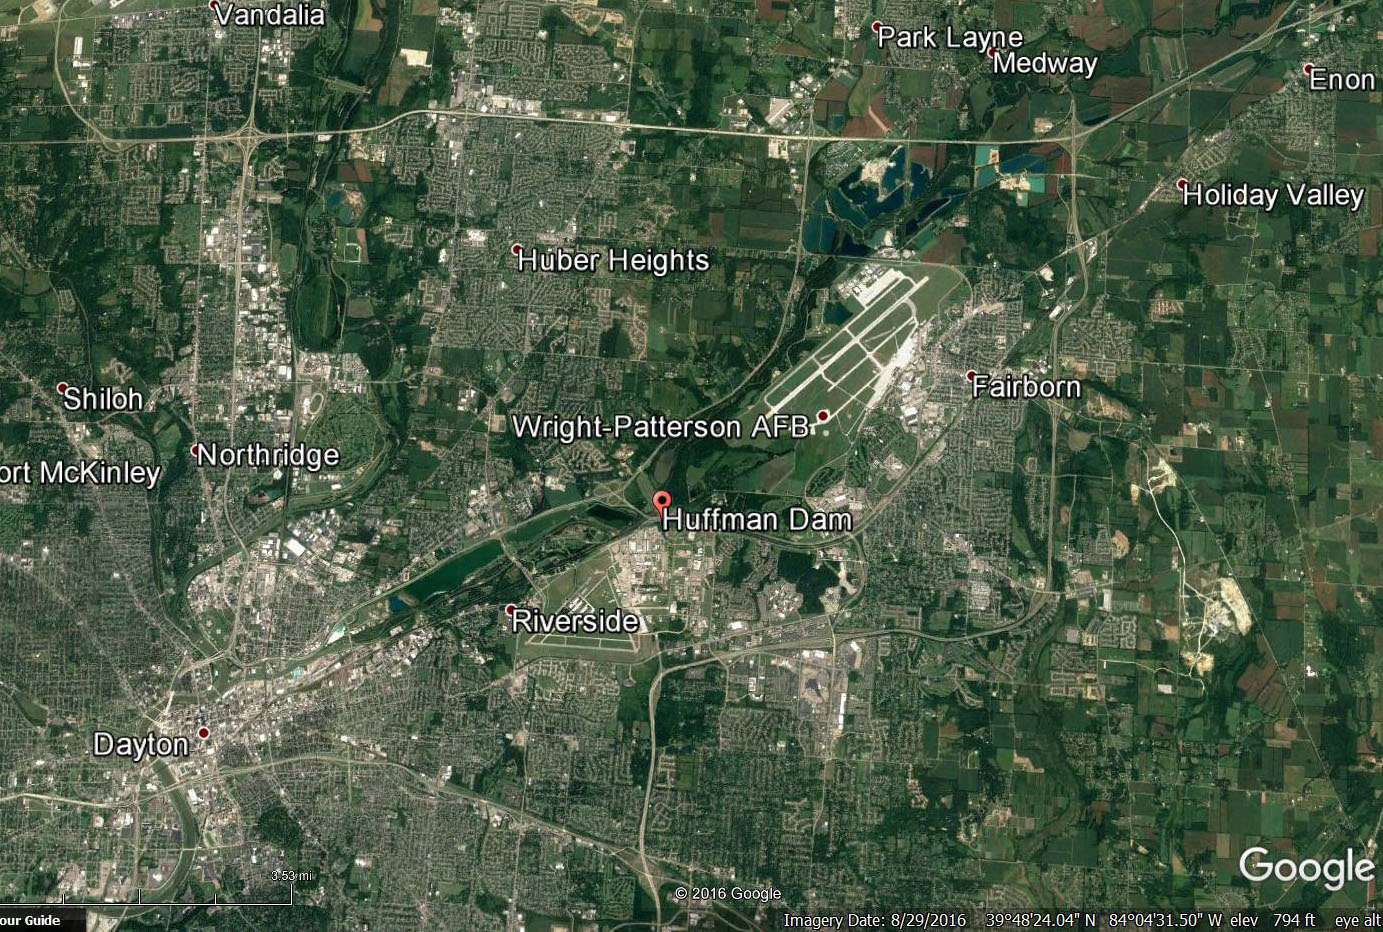 Vandalia
Park Layne
Medway
Enon
Holiday Valley
Huber Heights
Shiloh
Fairborn
Wright-Patterson AFB
Northridge
ort McKinley
Huffman Dam
Riverside
Dayton
Google
3.53 mi
© 2016 Google
our Guide
Imagery Date: 8/29/2016 39°48'24.04" N 84°04'31.50" W elev 794 ft eye alt